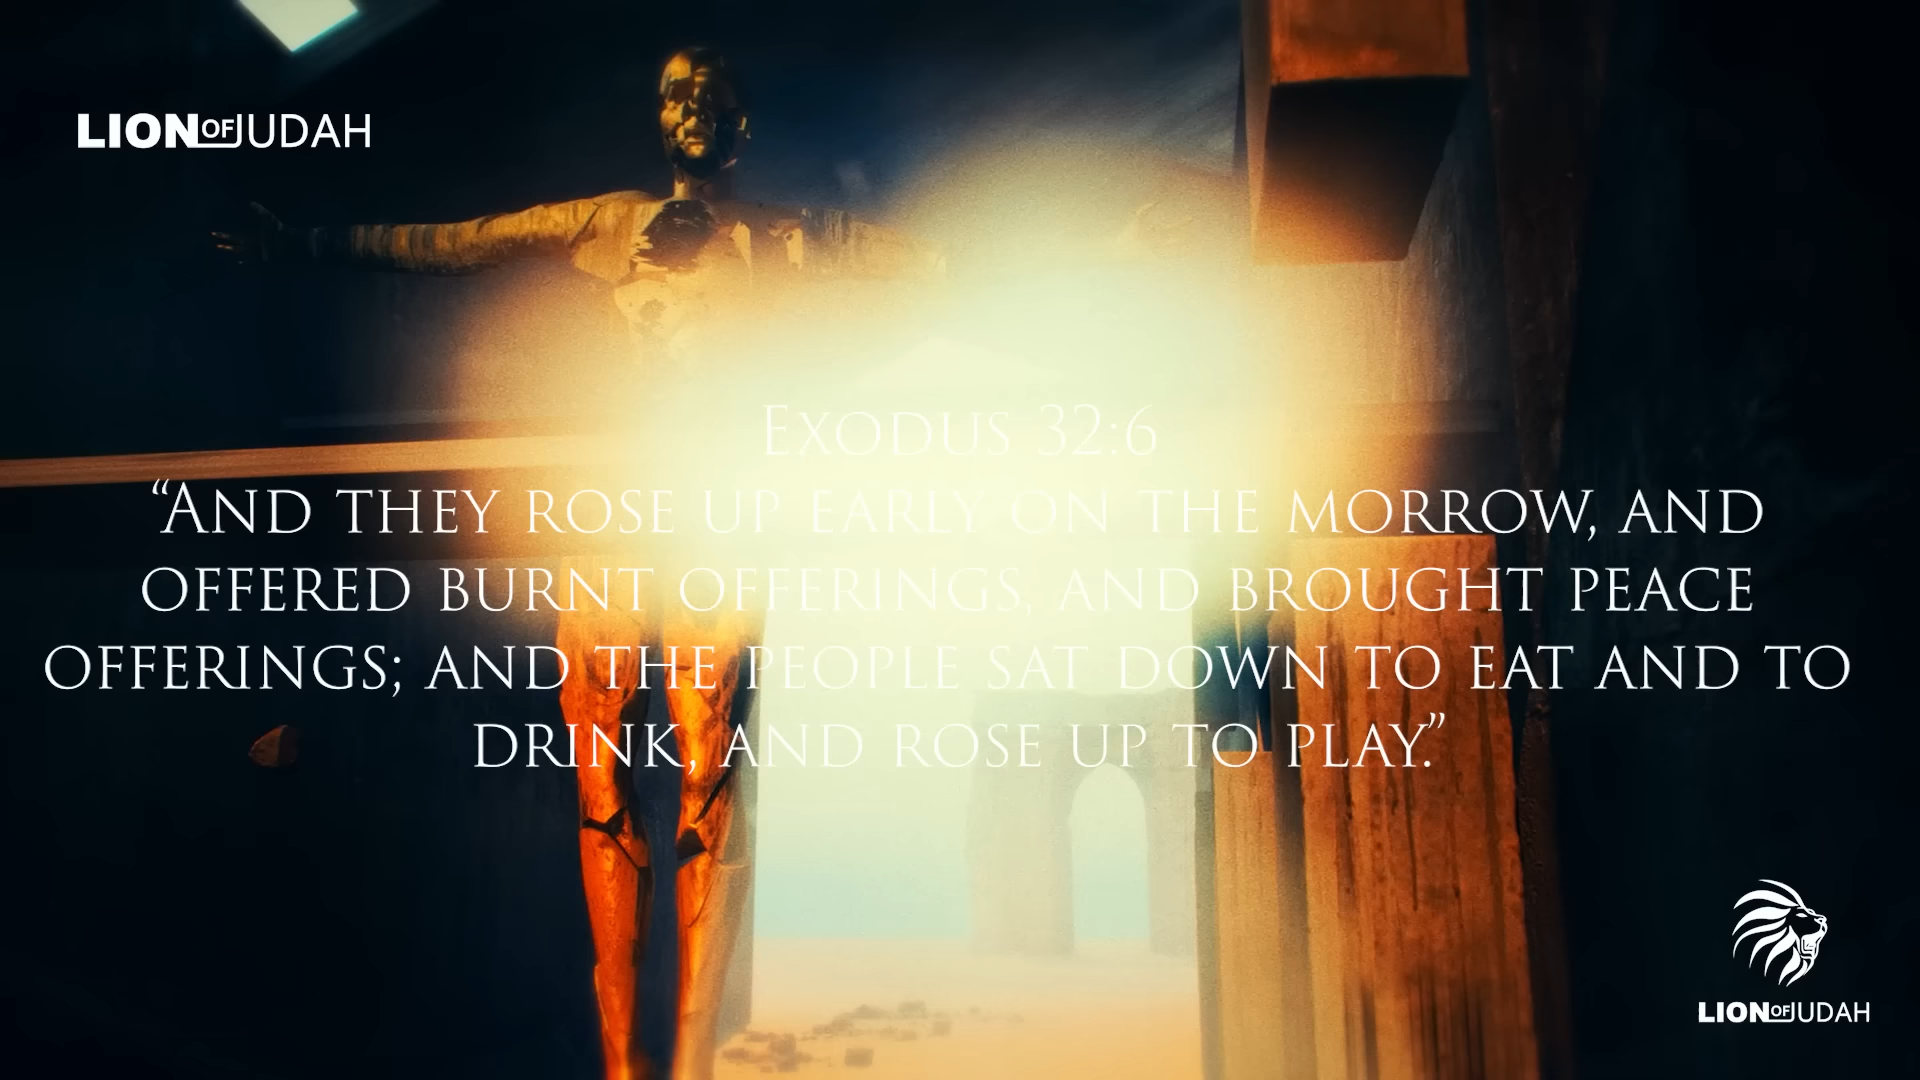 LION OF JUDAH
Exodus 32:6
“And they rose up early on the morrow, and
offered burnt offerings, and brought peace
offerings; and the people sat down to eat and to
drink, and rose up to play.”
LION OF JUDAH